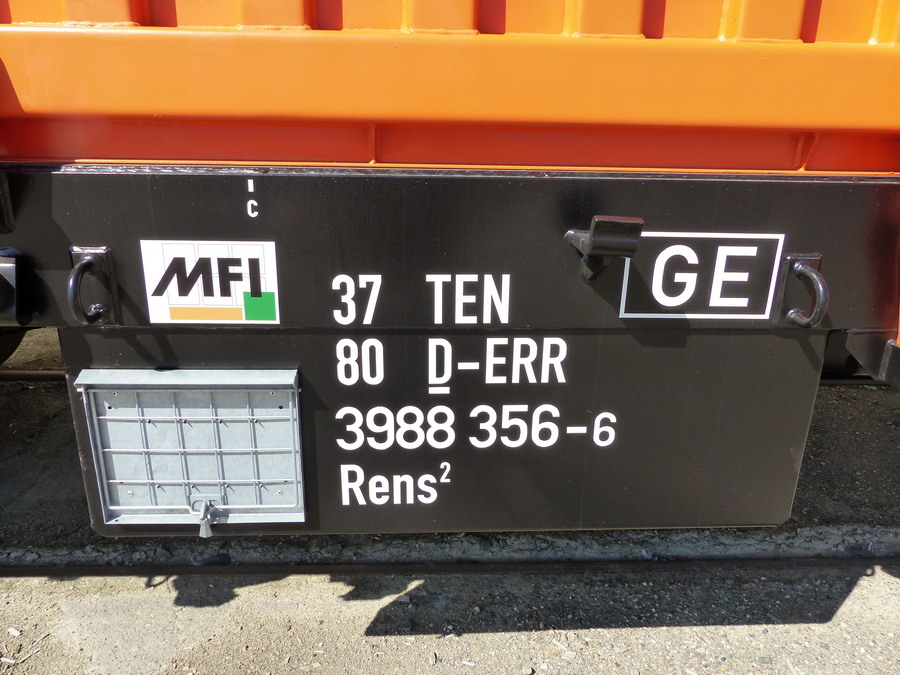 C
MFI
GE
37 TEN
80 D-ERR
3988 356-6
Rens²